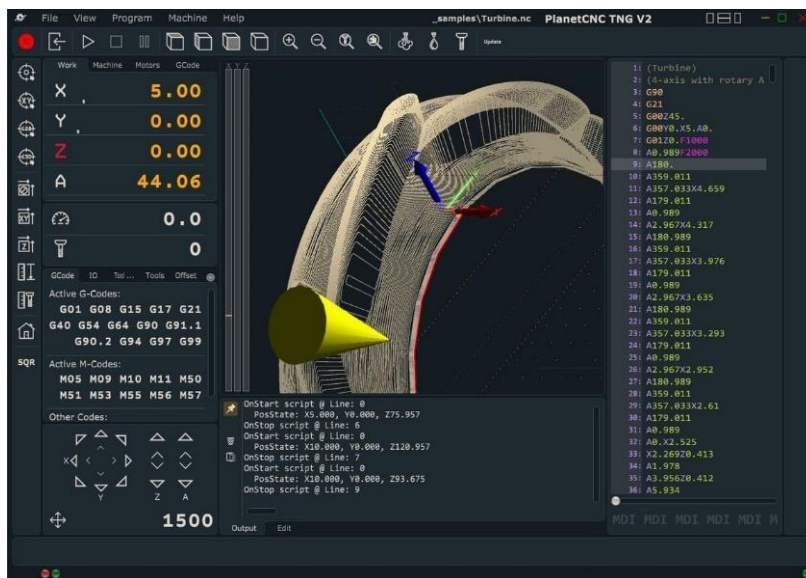 File View Program Machine Help _samples\Turbine.nc PlanetCNC TNG V2
Update
Work Machine Motors GCode
X 5.00
Y 0.00
Z 0.00
A 44.06
0.0
0
GCode IO Tool ... Tools Offset
Active G-Codes:
G01 G08 G15 G17 G21
G40 G54 G64 G90 G91.1
G90.2 G94 G97 G99
Active M-Codes:
M05 M09 M10 M11 M50
M51 M53 M55 M56 M57
Other Codes:
X
Y Z A
1500
SQR
X Y Z
OnStart script @ Line: 0
PosState: X5.000, Y0.000, Z75.957
OnStop script @ Line: 6
PosState: X10.000, Y0.000, Z120.957
OnStop script @ Line: 7
OnStart script @ Line: 0
PosState: X10.000, Y0.000, Z93.675
OnStop script @ Line: 9
Output Edit
1: (Turbine)
2: (4-axis with rotary A
3: G90
4: G21
5: G00Z45.
6: G00Y0.X5.A0.
7: G01Z0.F1000
8: A0.989F2000
9: A180.
10: A359.011
11: A357.033X4.659
12: A179.011
13: A0.989
14: A2.967X4.317
15: A180.989
16: A359.011
17: A357.033X3.976
18: A179.011
19: A0.989
20: A2.967X3.635
21: A180.989
22: A359.011
23: A357.033X3.293
24: A179.011
25: A0.989
26: A2.967X2.952
27: A180.989
28: A359.011
29: A357.033X2.61
30: A179.011
31: A0.989
32: A0.X2.525
33: X2.269Z0.413
34: A1.978
35: A3.956Z0.412
36: A5.934
MDI MDI MDI MDI MDI M